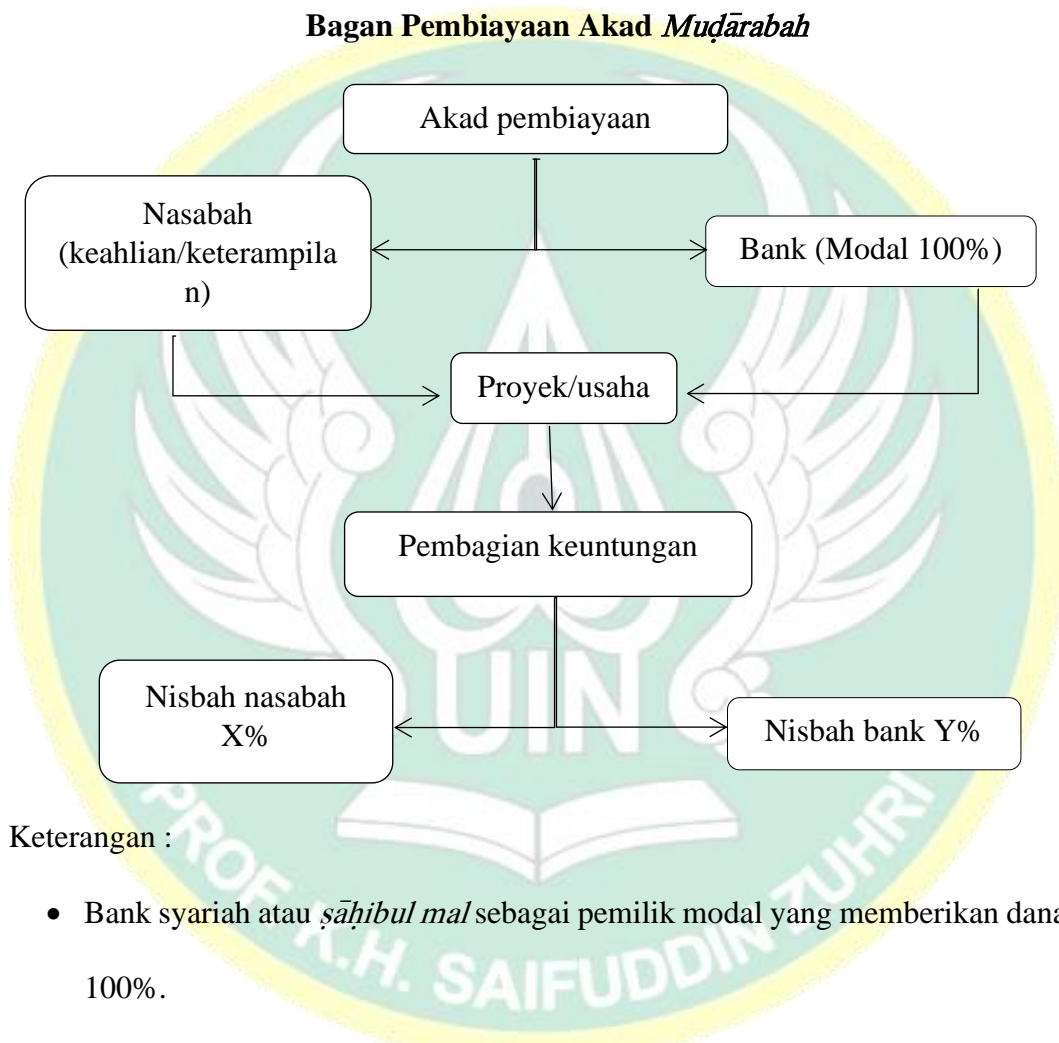 Bagan Pembiayaan Akad Muḍārabah
Akad pembiayaan
Nasabah
(keahlian/keterampila
n)
Bank (Modal 100%)
Proyek/usaha
Pembagian keuntungan
Nisbah nasabah
X%
Nisbah bank Y%
UIN
PROF. K.H. SAIFUDDIN ZUHRI
Keterangan :
• Bank syariah atau ṣāḥibul mal sebagai pemilik modal yang memberikan dana
100%.